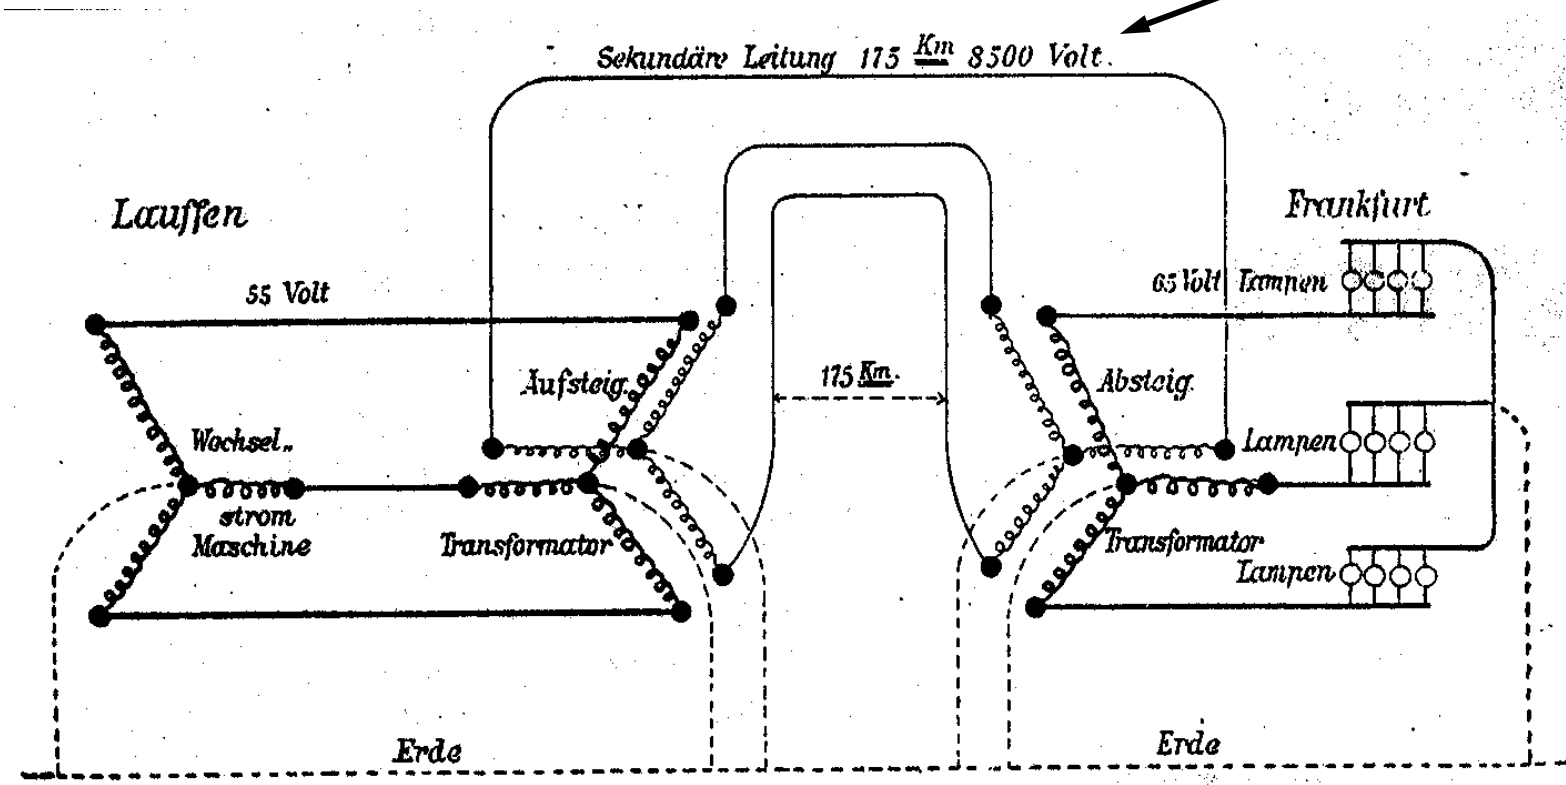 Sekundäre Leitung 175 Km 8500 Volt.
Lauffen
Frankfurt
55 Volt
65 Volt Lampen
175 Km.
Aufsteig.
Absteig.
Wechsel„
strom
Maschine
Transformator
Lampen
Transformator
Lampen
Erde
Erde